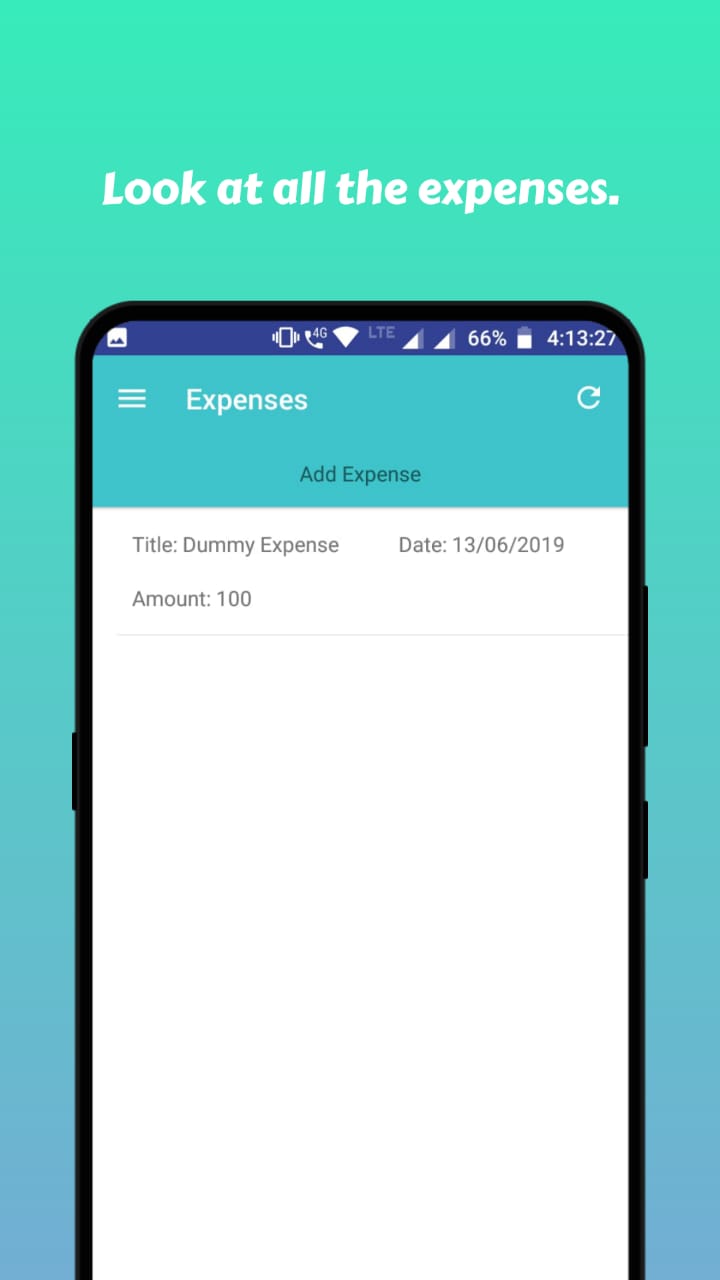 Look at all the expenses.
4G LTE 66% 4:13:27
Expenses
Add Expense
Title: Dummy Expense Date: 13/06/2019
Amount: 100